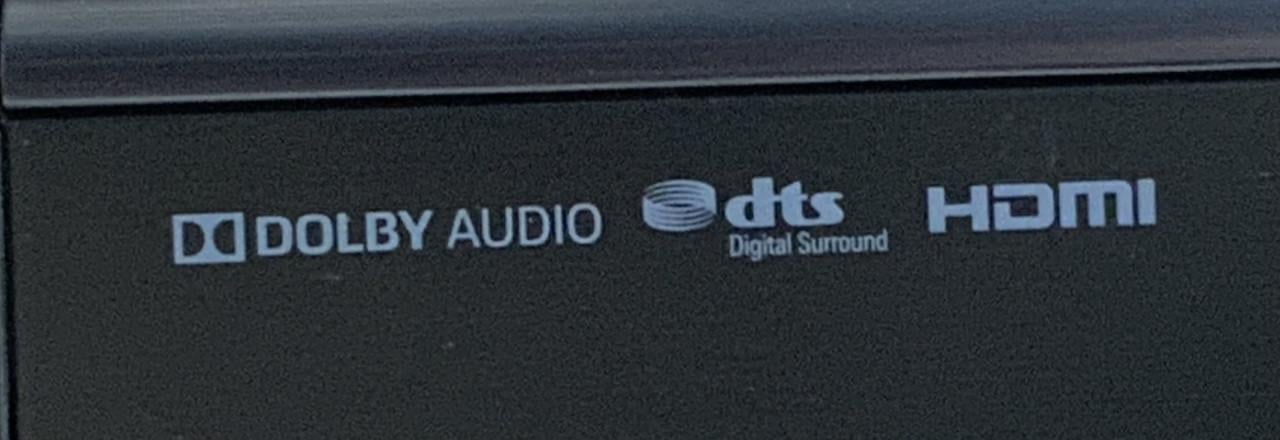 DOLBY AUDIO
dts
Digital Surround
HDMI